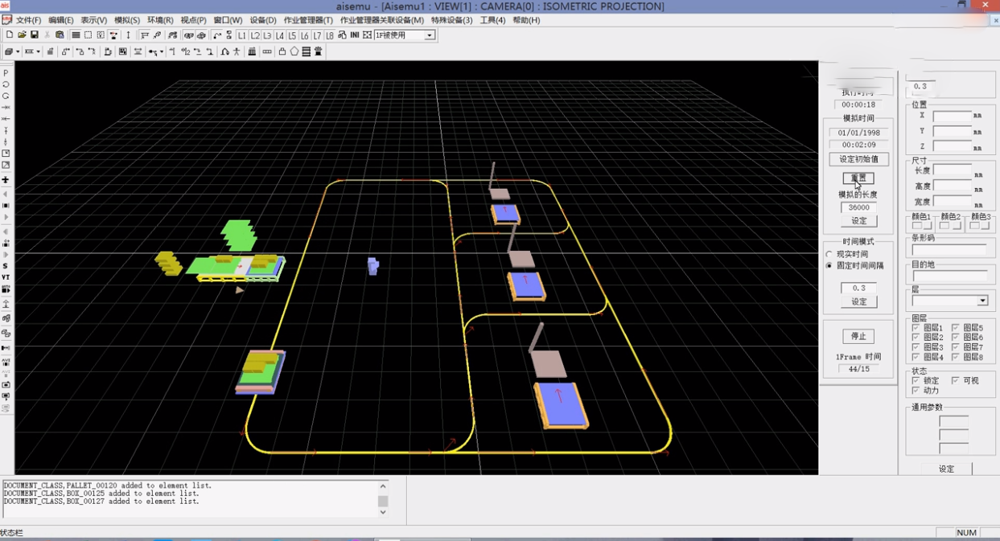 aisemu - [Aisemu1 : VIEW[1] : CAMERA[0] : ISOMETRIC PROJECTION]
文件(F) 编辑(E) 表示(V) 模拟(S) 环境(R) 视点(P) 窗口(W) 设备(D) 作业管理器(T) 作业管理器关联设备(M) 特殊设备(3) 工具(4) 帮助(H)
L1 L2 L3 L4 L5 L6 L7 L8 INI 1F被使用
P
S
VT
执行时间
00:00:18
模拟时间
01/01/1998
00:02:09
设定初始值
重置
模拟的长度
36000
设定
时间模式
现实时间
固定时间间隔
0.3
设定
停止
1Frame 时间
44/15
0.3
位置
X mm
Y mm
Z mm
尺寸
长度 mm
高度 mm
宽度 mm
颜色1 颜色2 颜色3
条形码
目的地
层
图层
图层1 图层5
图层2 图层6
图层3 图层7
图层4 图层8
状态
锁定 可视
动力
通用参数
设定
DOCUMENT_CLASS,PALLET_00120 added to element list.
DOCUMENT_CLASS,BOX_00125 added to element list.
DOCUMENT_CLASS,BOX_00127 added to element list.
状态栏
NUM